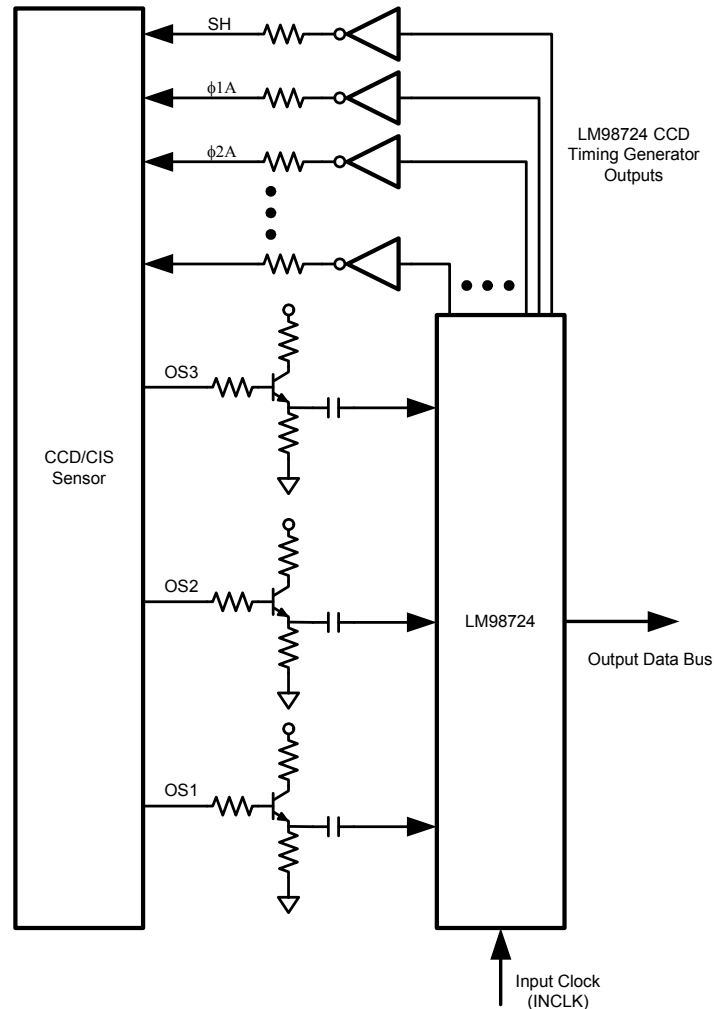 SH
ϕ1A
ϕ2A
LM98724 CCD
Timing Generator
Outputs
OS3
CCD/CIS
Sensor
OS2
LM98724
Output Data Bus
OS1
Input Clock
(INCLK)